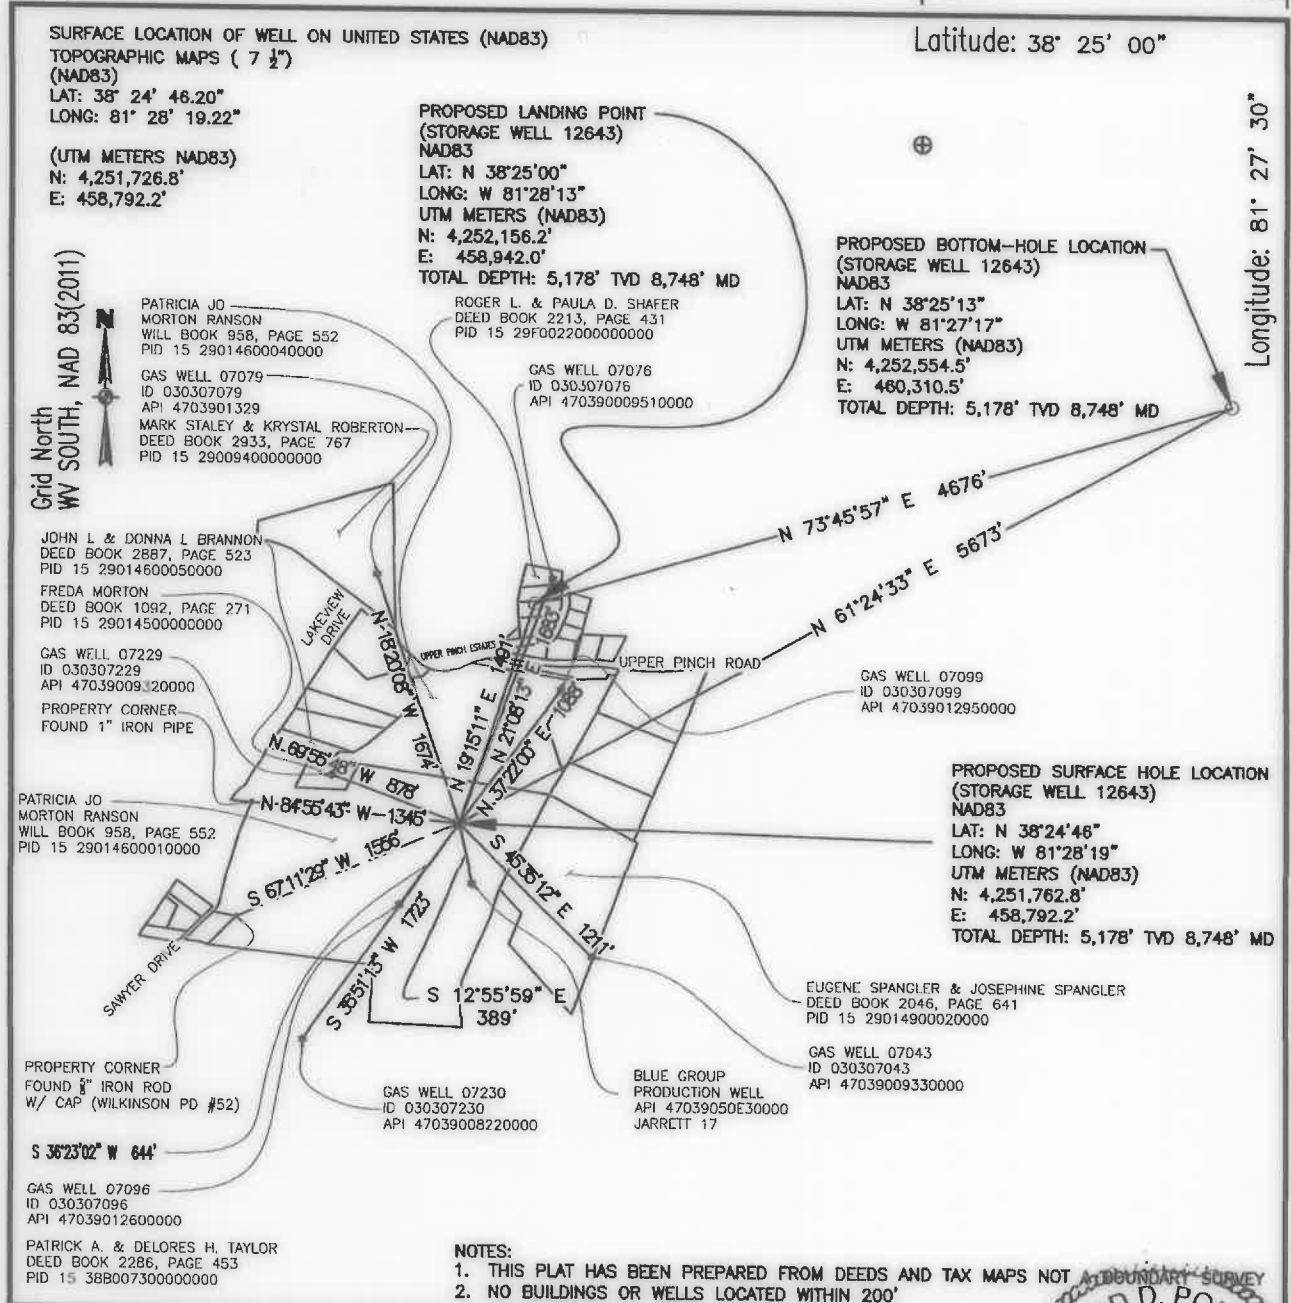 SURFACE LOCATION OF WELL ON UNITED STATES (NAD83)
TOPOGRAPHIC MAPS ( 7 ½")
(NAD83)
LAT: 38° 24' 46.20"
LONG: 81° 28' 19.22"
(UTM METERS NAD83)
N: 4,251,726.8'
E: 458,792.2'
Latitude: 38° 25' 00"
Longitude: 81° 27' 30"
PROPOSED LANDING POINT
(STORAGE WELL 12643)
NAD83
LAT: N 38°25'00"
LONG: W 81°28'13"
UTM METERS (NAD83)
N: 4,252,156.2'
E: 458,942.0'
TOTAL DEPTH: 5,178' TVD 8,748' MD
PROPOSED BOTTOM-HOLE LOCATION
(STORAGE WELL 12643)
NAD83
LAT: N 38°25'13"
LONG: W 81°27'17"
UTM METERS (NAD83)
N: 4,252,554.5'
E: 460,310.5'
TOTAL DEPTH: 5,178' TVD 8,748' MD
Grid North
WV SOUTH, NAD 83(2011)
N
PATRICIA JO
MORTON RANSON
WILL BOOK 958, PAGE 552
PID 15 29014600040000
GAS WELL 07079
ID 030307079
API 4703901329
MARK STALEY & KRYSTAL ROBERTON
DEED BOOK 2933, PAGE 767
PID 15 29009400000000
ROGER L. & PAULA D. SHAFER
DEED BOOK 2213, PAGE 431
PID 15 29F0022000000000
GAS WELL 07076
ID 030307076
API 470390009510000
JOHN L & DONNA L BRANNON
DEED BOOK 2887, PAGE 523
PID 15 29014600050000
FREDA MORTON
DEED BOOK 1092, PAGE 271
PID 15 29014500000000
GAS WELL 07229
ID 030307229
API 47039009320000
PROPERTY CORNER
FOUND 1" IRON PIPE
PATRICIA JO
MORTON RANSON
WILL BOOK 958, PAGE 552
PID 15 29014600010000
LAKEVIEW
DRIVE
UPPER PINCH ESTATES
UPPER PINCH ROAD
N 73°45'57" E 4676'
N 61°24'33" E 5673'
N 18°20'08" W 1674'
N 19°15'11" E 1491'
N 21°08'13" E 1683'
N 37°22'00" E 1088'
N 69°55'48" W 878'
N 84°55'43" W 1345'
S 67°11'29" W 1556'
S 45°35'12" E 1211'
S 12°55'59" E
389'
SAWYER DRIVE
GAS WELL 07099
ID 030307099
API 47039012950000
PROPOSED SURFACE HOLE LOCATION
(STORAGE WELL 12643)
NAD83
LAT: N 38°24'46"
LONG: W 81°28'19"
UTM METERS (NAD83)
N: 4,251,762.8'
E: 458,792.2'
TOTAL DEPTH: 5,178' TVD 8,748' MD
EUGENE SPANGLER & JOSEPHINE SPANGLER
DEED BOOK 2046, PAGE 641
PID 15 29014900020000
GAS WELL 07043
ID 030307043
API 47039009330000
BLUE GROUP
PRODUCTION WELL
API 47039050E30000
JARRETT 17
GAS WELL 07230
ID 030307230
API 47039008220000
PROPERTY CORNER
FOUND ⅝" IRON ROD
W/ CAP (WILKINSON PD #52)
S 36°23'02" W 644'
GAS WELL 07096
ID 030307096
API 47039012600000
PATRICK A. & DELORES H. TAYLOR
DEED BOOK 2286, PAGE 453
PID 15 38B007300000000
NOTES:
1. THIS PLAT HAS BEEN PREPARED FROM DEEDS AND TAX MAPS NOT A BOUNDARY SURVEY
2. NO BUILDINGS OR WELLS LOCATED WITHIN 200'